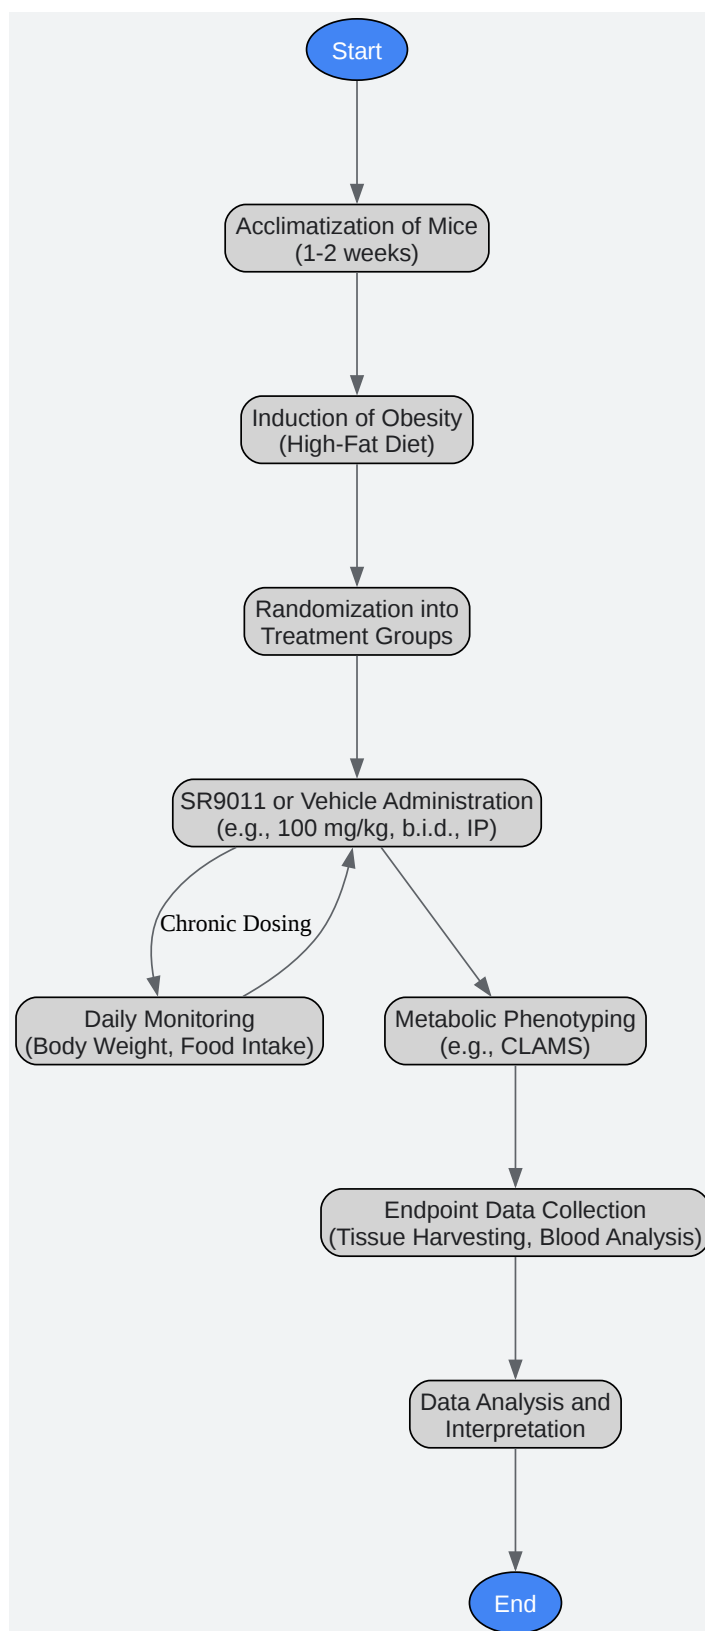 Start
Acclimatization of Mice
(1-2 weeks)
Induction of Obesity
(High-Fat Diet)
Randomization into
Treatment Groups
SR9011 or Vehicle Administration
(e.g., 100 mg/kg, b.i.d., IP)
Chronic Dosing
Daily Monitoring
(Body Weight, Food Intake)
Metabolic Phenotyping
(e.g., CLAMS)
Endpoint Data Collection
(Tissue Harvesting, Blood Analysis)
Data Analysis and
Interpretation
End